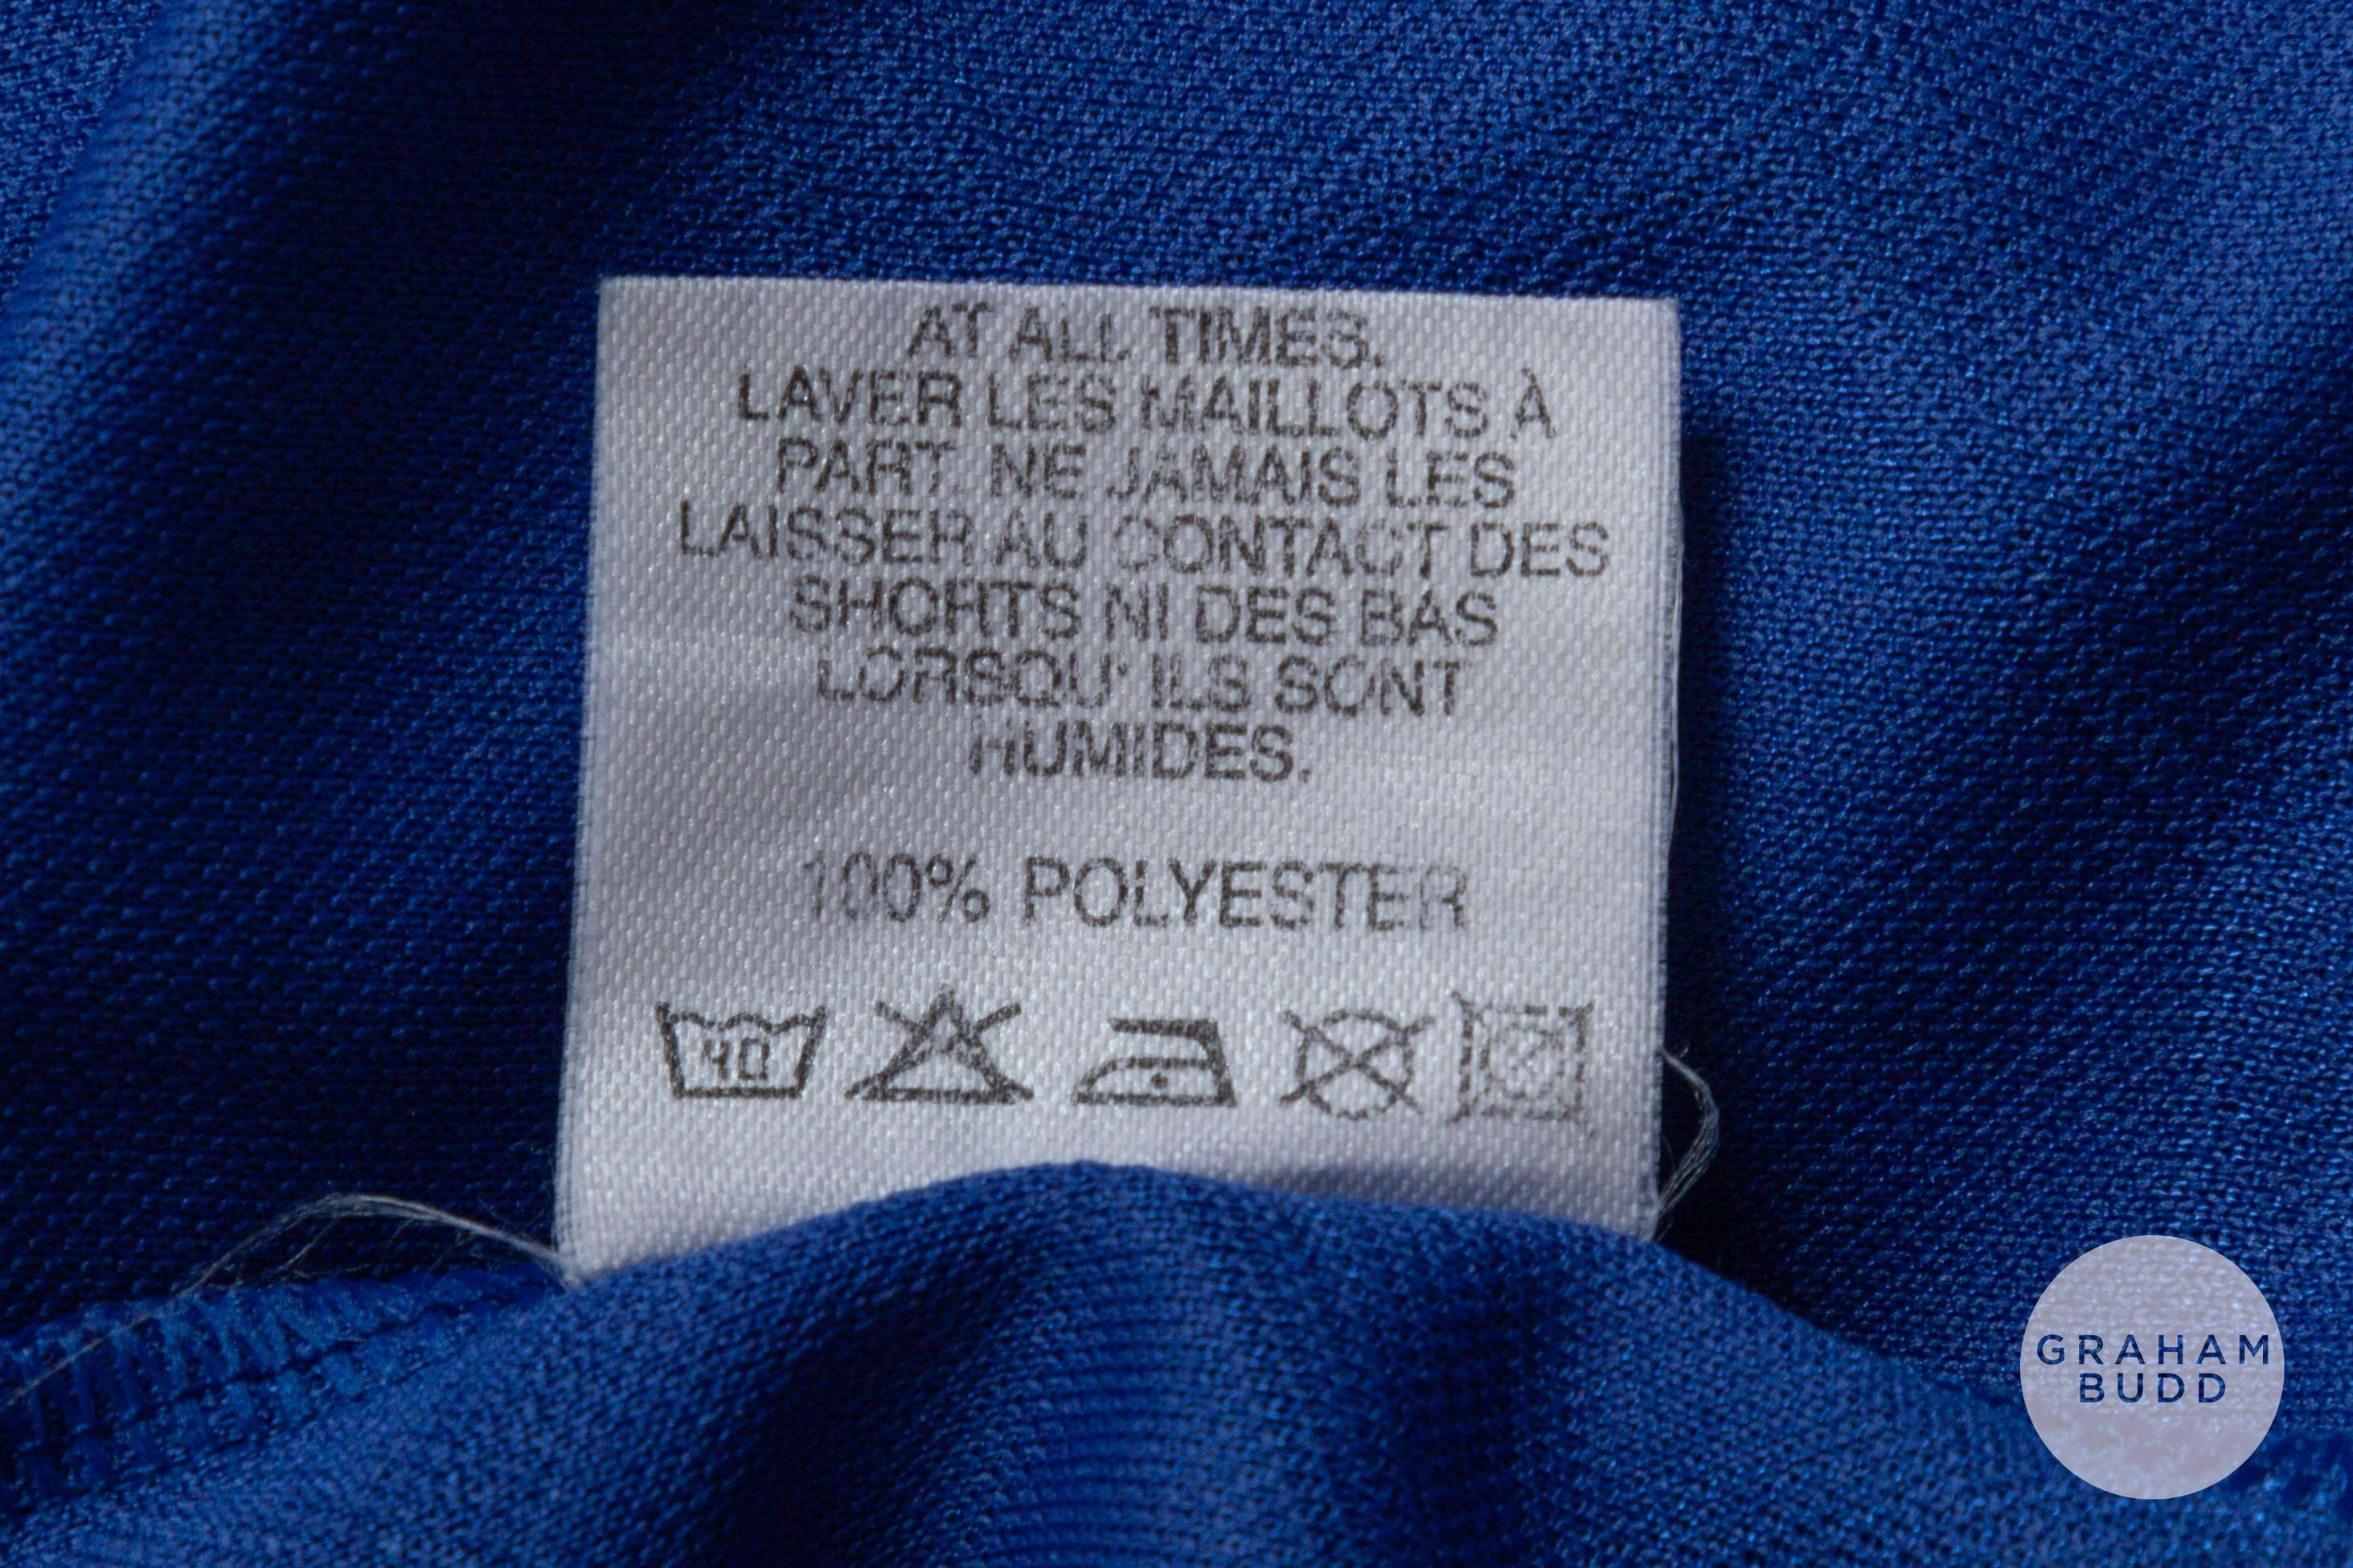 AT ALL TIMES.
LAVER LES MAILLOTS À
PART. NE JAMAIS LES
LAISSER AU CONTACT DES
SHORTS NI DES BAS
LORSQU' ILS SONT
HUMIDES.
100% POLYESTER
40
GRAHAM
BUDD